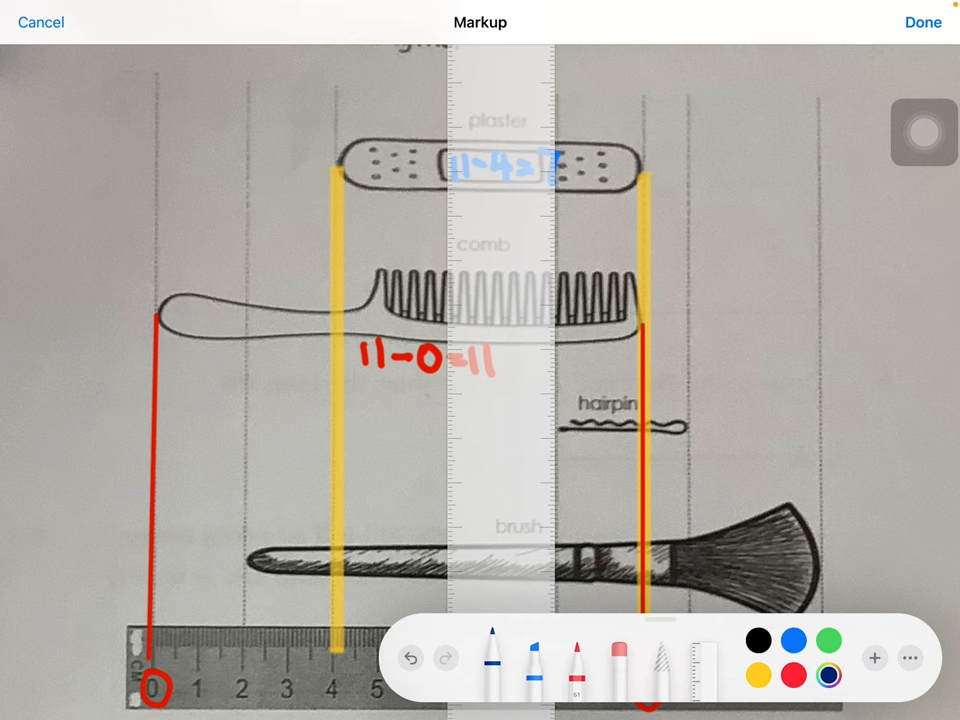 Cancel
Markup
Done
plaster
11-4=7
comb
11-0=11
hairpin
brush
CM
0 1 2 3 4 5